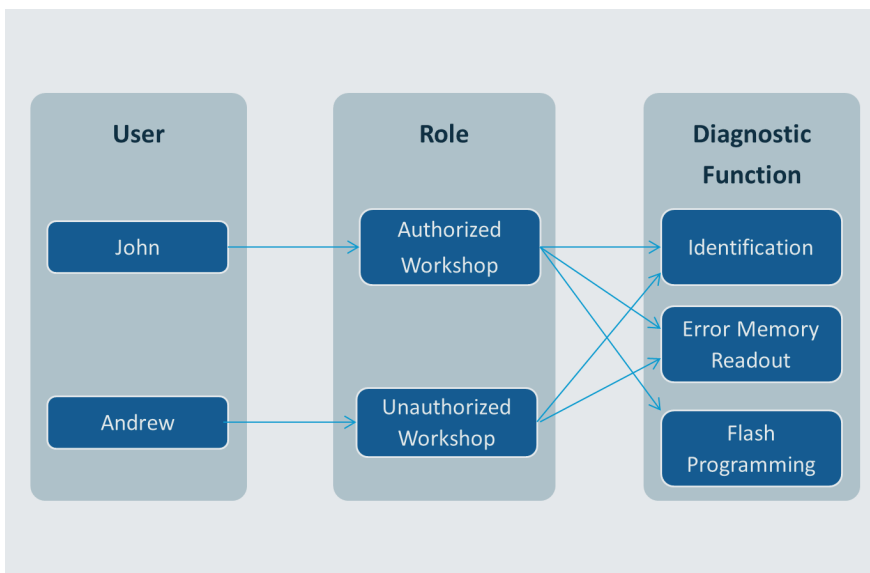 User
Role
Diagnostic
Function
John
Authorized
Workshop
Identification
Error Memory
Readout
Andrew
Unauthorized
Workshop
Flash
Programming